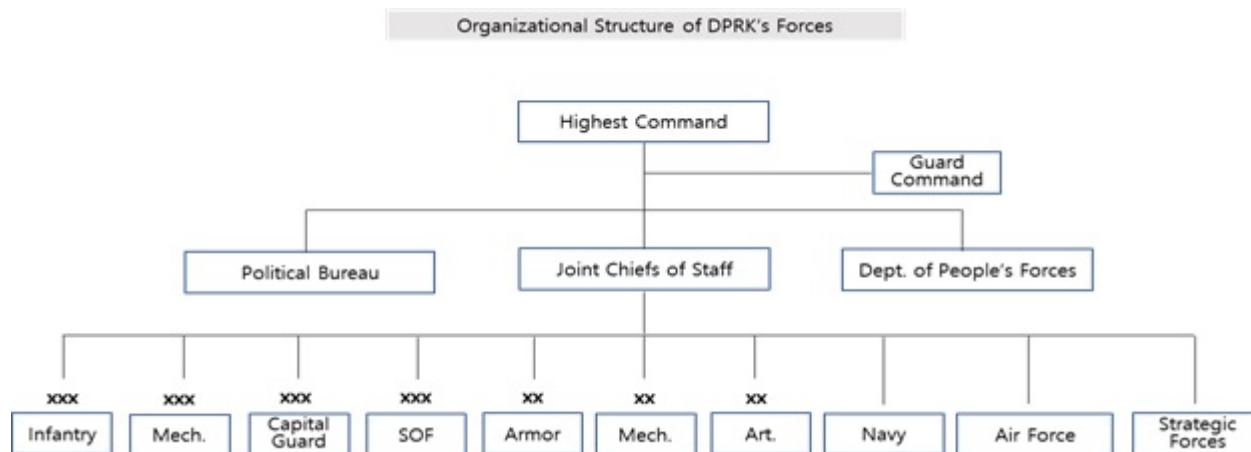 Organizational Structure of DPRK's Forces
Highest Command
Guard
Command
Political Bureau
Joint Chiefs of Staff
Dept. of People's Forces
xxx
xxx
xxx
xxx
xx
xx
xx
Infantry
Mech.
Capital
Guard
SOF
Armor
Mech.
Art.
Navy
Air Force
Strategic
Forces